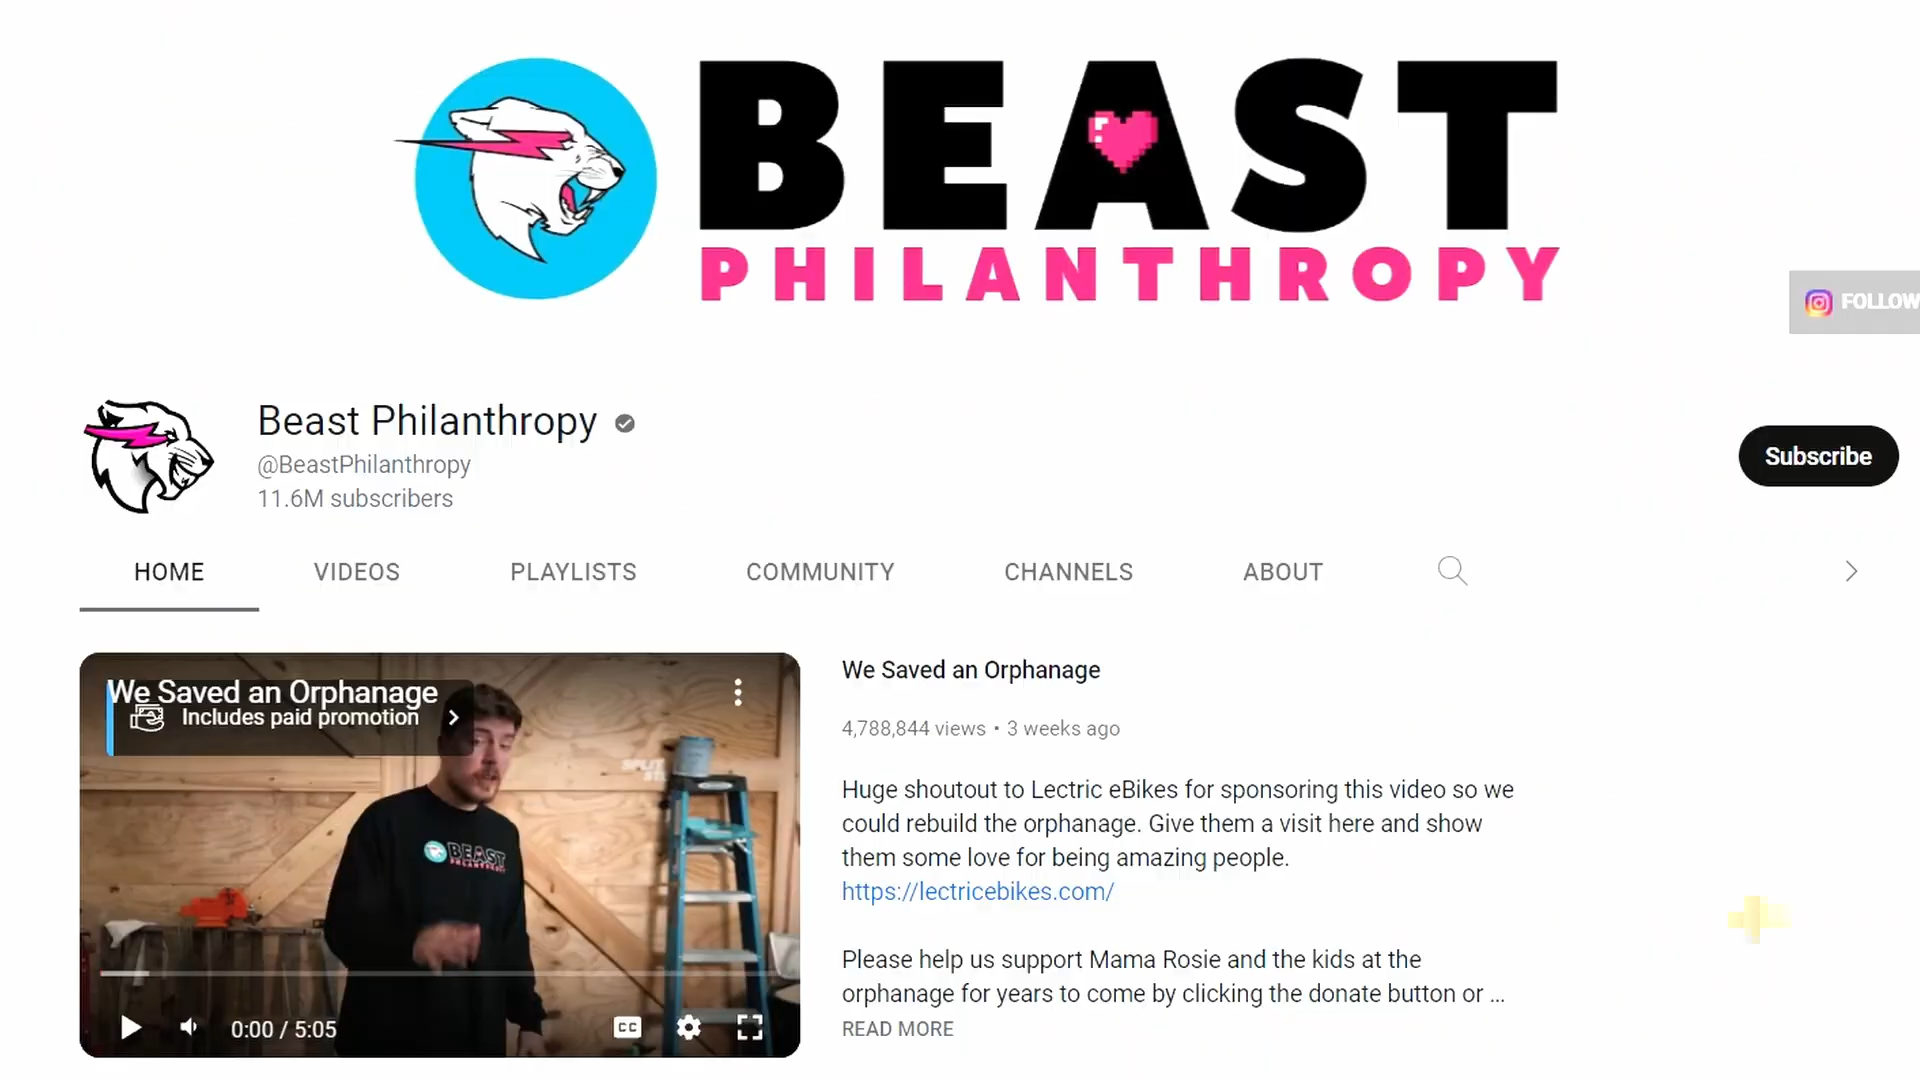 BEAST
PHILANTHROPY
FOLLOW
Beast Philanthropy
@BeastPhilanthropy
11.6M subscribers
Subscribe
HOME
VIDEOS
PLAYLISTS
COMMUNITY
CHANNELS
ABOUT
We Saved an Orphanage
Includes paid promotion
BEAST
PHILANTHROPY
0:00 / 5:05
CC
We Saved an Orphanage
4,788,844 views • 3 weeks ago
Huge shoutout to Lectric eBikes for sponsoring this video so we
could rebuild the orphanage. Give them a visit here and show
them some love for being amazing people.
https://lectricebikes.com/
Please help us support Mama Rosie and the kids at the
orphanage for years to come by clicking the donate button or ...
READ MORE